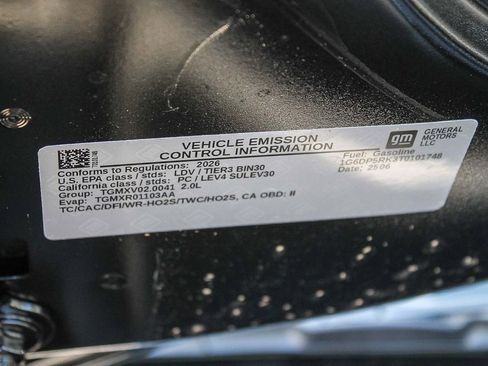 VEHICLE EMISSION
CONTROL INFORMATION
gm GENERAL
MOTORS
LLC
Conforms to Regulations: 2026
Fuel: Gasoline
U.S. EPA class / stds: LDV / TIER3 BIN30
1G6DP5RK3T0101748
California class / stds: PC / LEV4 SULEV30
Date: 2506
Group: TGMXV02.0041 2.0L
Evap: TGMXR01103AA
TC/CAC/DFI/WR-HO2S/TWC/HO2S, CA OBD: II